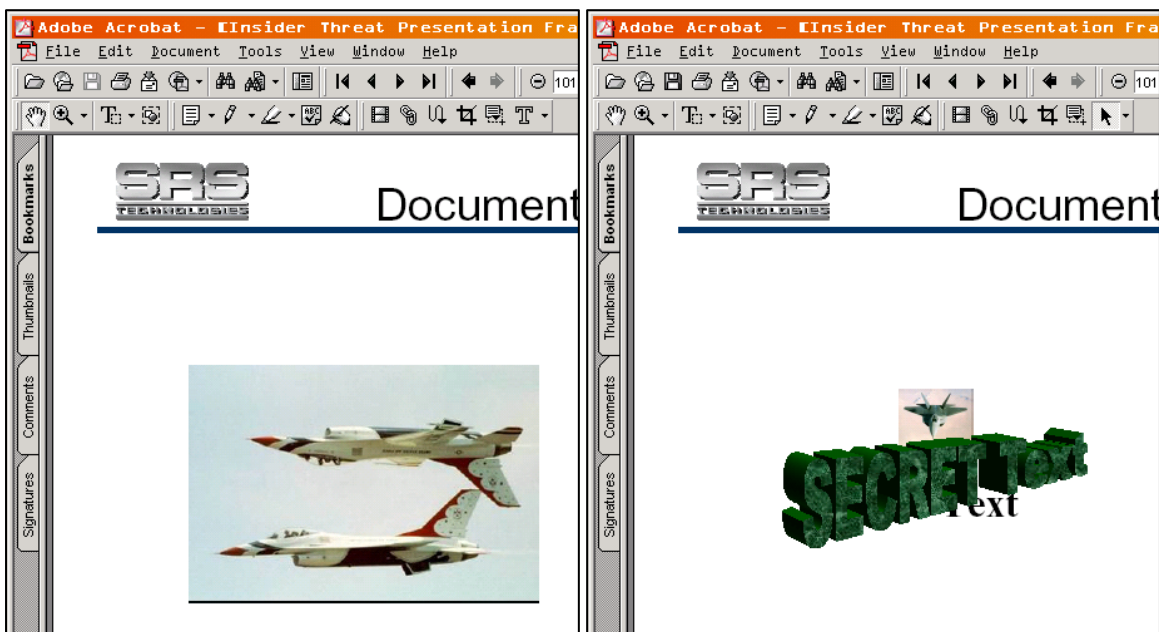 Adobe Acrobat - [Insider Threat Presentation Fra
File Edit Document Tools View Window Help
101
SRS
TECHNOLOGIES
Document
Bookmarks
Thumbnails
Comments
Signatures
Adobe Acrobat - [Insider Threat Presentation Fra
File Edit Document Tools View Window Help
101
SRS
TECHNOLOGIES
Document
Bookmarks
Thumbnails
Comments
Signatures
SECRET Text
Text